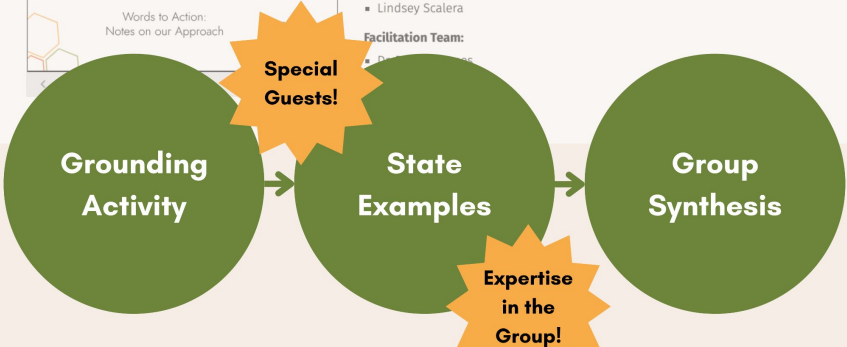 Words to Action:
Notes on our Approach
▪ Lindsey Scalera
Facilitation Team:
Special
Guests!
Grounding
Activity
State
Examples
Group
Synthesis
Expertise
in the
Group!